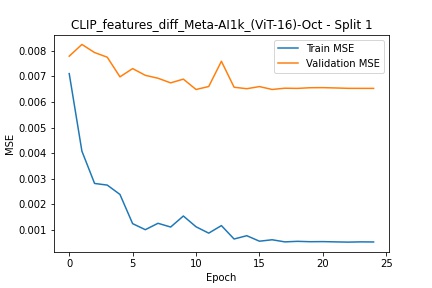 CLIP_features_diff_Meta-AI1k_(ViT-16)-Oct - Split 1
Train MSE
Validation MSE
0.008
0.007
0.006
0.005
0.004
0.003
0.002
0.001
MSE
0 5 10 15 20 25
Epoch